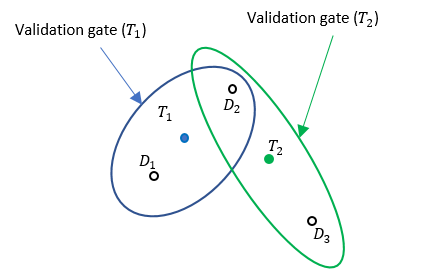 Validation gate (T₂)
Validation gate (T₁)
D₂
T₁
T₂
D₁
D₃